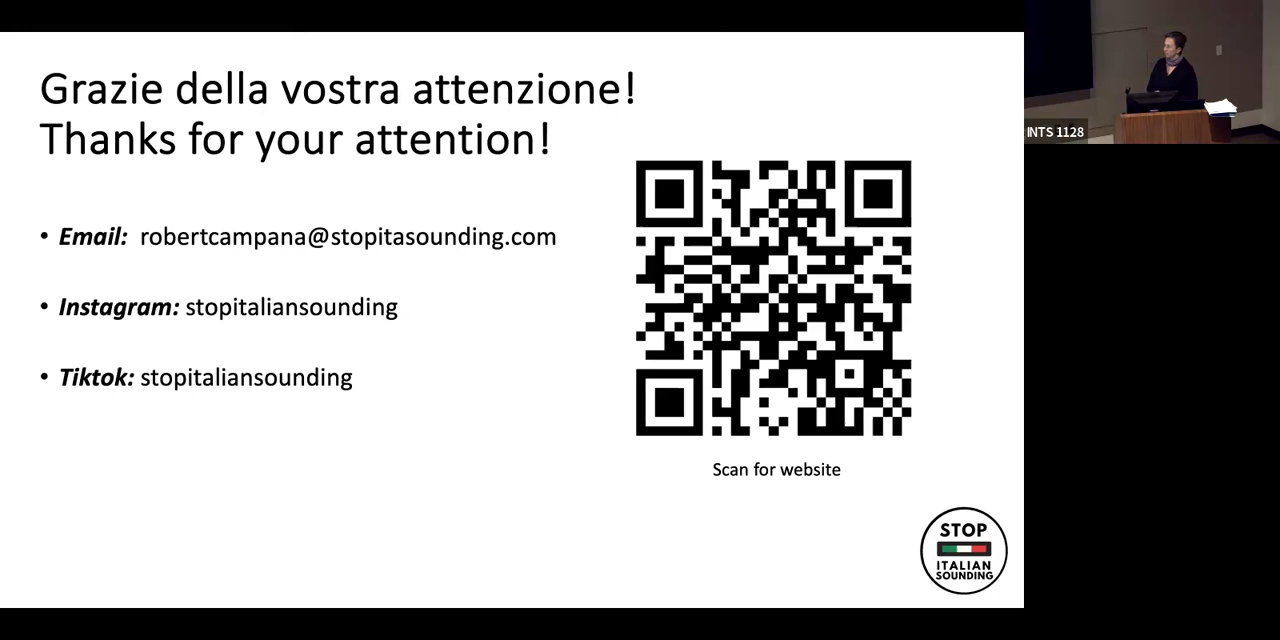 Grazie della vostra attenzione!
Thanks for your attention!
• Email: robertcampana@stopitasounding.com
• Instagram: stopitaliansounding
• Tiktok: stopitaliansounding
Scan for website
STOP
ITALIAN
SOUNDING
INTS 1128